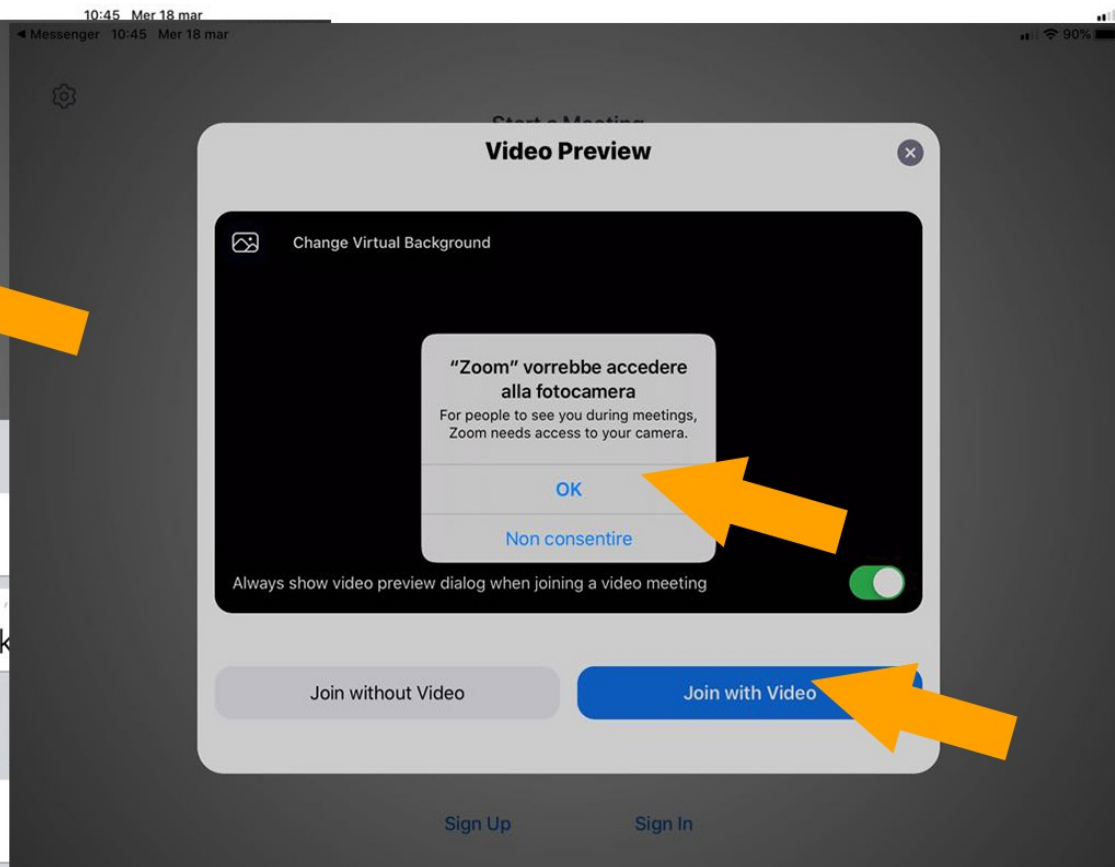 10:45 Mer 18 mar
Messenger 10:45 Mer 18 mar
90%
Start a Meeting
Video Preview
Change Virtual Background
"Zoom" vorrebbe accedere
alla fotocamera
For people to see you during meetings,
Zoom needs access to your camera.
OK
Non consentire
Always show video preview dialog when joining a video meeting
Join without Video
Join with Video
Sign Up
Sign In